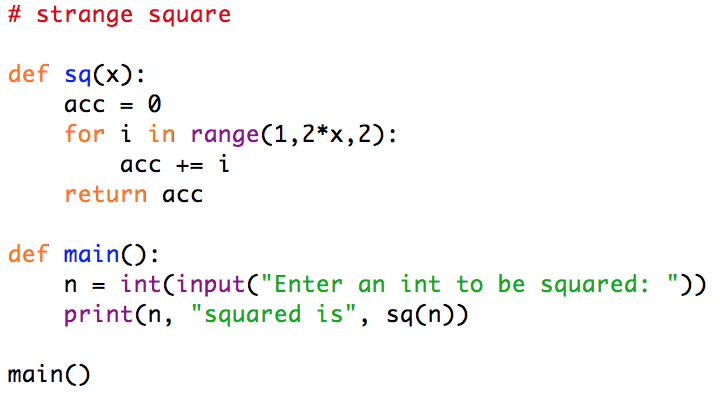 # strange square

def sq(x):
    acc = 0
    for i in range(1,2*x,2):
        acc += i
    return acc

def main():
    n = int(input("Enter an int to be squared: "))
    print(n, "squared is", sq(n))

main()